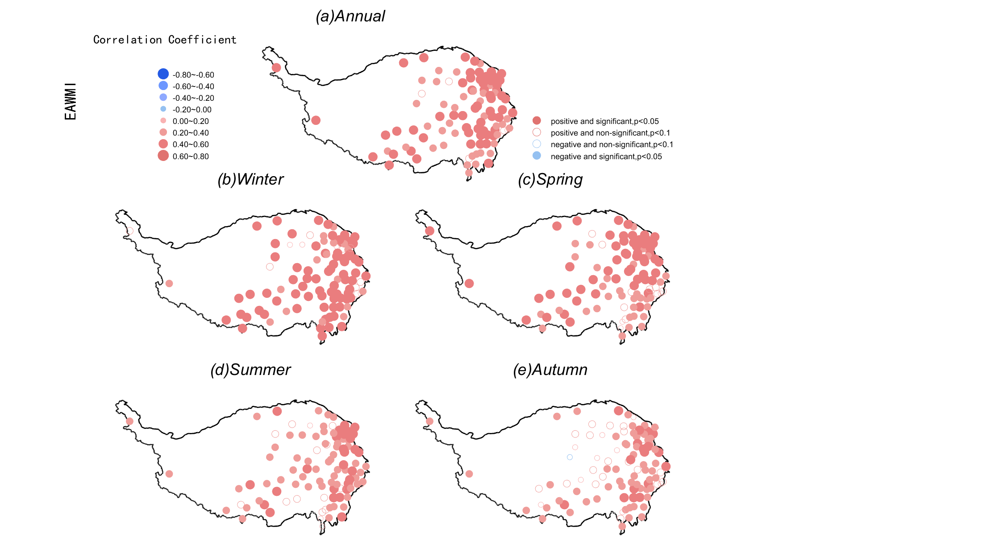 (a)Annual
Correlation Coefficient
EAWMI
-0.80~-0.60
-0.60~-0.40
-0.40~-0.20
-0.20~0.00
0.00~0.20
0.20~0.40
0.40~0.60
0.60~0.80
positive and significant,p<0.05
positive and non-significant,p<0.1
negative and non-significant,p<0.1
negative and significant,p<0.05
(b)Winter
(c)Spring
(d)Summer
(e)Autumn